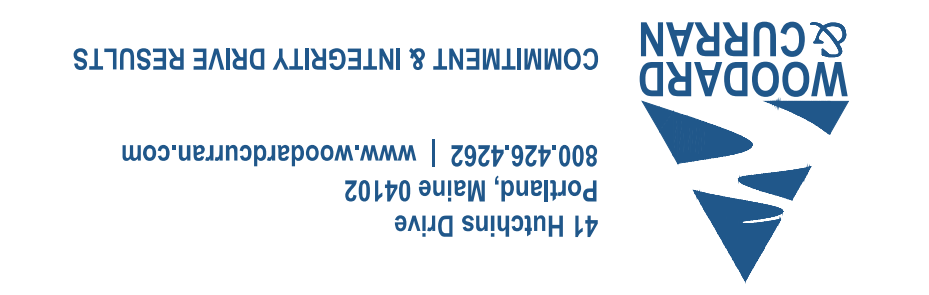 WOODARD
& CURRAN
41 Hutchins Drive
Portland, Maine 04102
800.426.4262 | www.woodardcurran.com
COMMITMENT & INTEGRITY DRIVE RESULTS